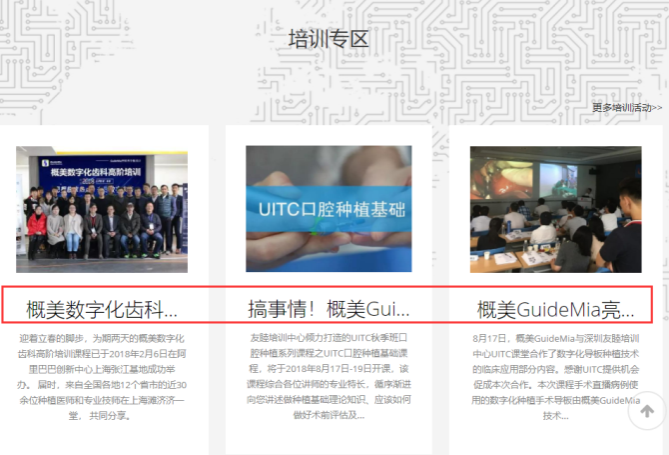 培训专区
更多培训活动>>
概美数字化齿科高阶培训
UITC口腔种植基础
概美数字化齿科...
搞事情！概美Gui...
概美GuideMia亮...
迎着立春的脚步，为期两天的概美数字化
齿科高阶培训课程已于2018年2月6日在阿
里巴巴创新中心上海张江基地成功举
办。 届时，来自全国各地12个省市的近30
余位种植医师和专业技师在上海滩济济一
堂， 共同分享。
友睦培训中心倾力打造的UITC秋季班口
腔种植系列课程之UITC口腔种植基础课
程，将于2018年8月17日-19日开课，该
课程综合各位讲师的专业特长，循序渐进
向您讲述做种植基础理论知识、应该如何
做好术前评估及...
8月17日，概美GuideMia与深圳友睦培训
中心UITC课堂合作了数字化导板种植技术
的临床应用部分内容。感谢UITC提供机会
促成本次合作。本次课程手术直播病例使
用的数字化种植手术导板由概美GuideMia
技术...